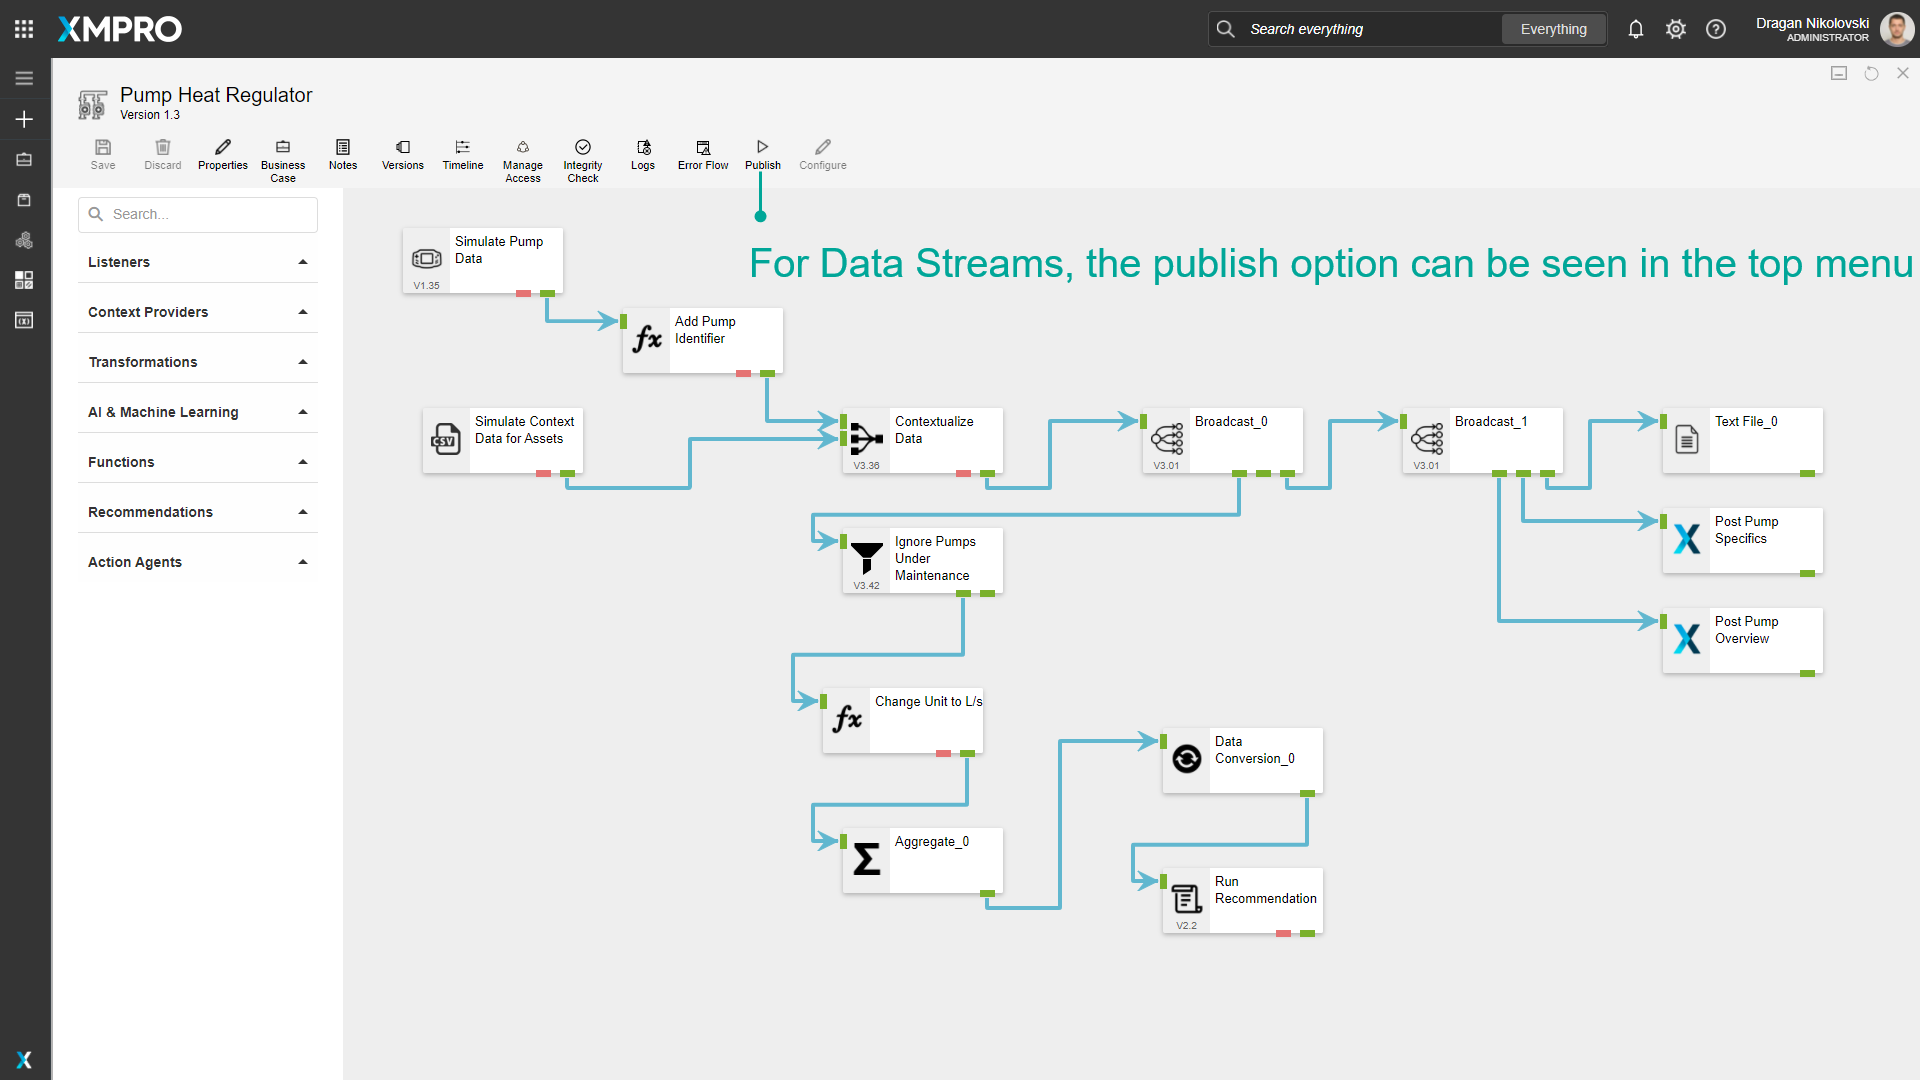 XMPRO
Search everything
Everything
Dragan Nikolovski
ADMINISTRATOR
Pump Heat Regulator
Version 1.3
Save
Discard
Properties
Business
Case
Notes
Versions
Timeline
Manage
Access
Integrity
Check
Logs
Error Flow
Publish
Configure
Search...
Listeners
Context Providers
Transformations
AI & Machine Learning
Functions
Recommendations
Action Agents
For Data Streams, the publish option can be seen in the top menu
Simulate Pump
Data
V1.35
Add Pump
Identifier
fx
Simulate Context
Data for Assets
CSV
Contextualize
Data
V3.36
Broadcast_0
V3.01
Broadcast_1
V3.01
Text File_0
Post Pump
Specifics
Post Pump
Overview
Ignore Pumps
Under
Maintenance
V3.42
fx
Change Unit to L/s
Σ
Aggregate_0
Data
Conversion_0
Run
Recommendation
V2.2